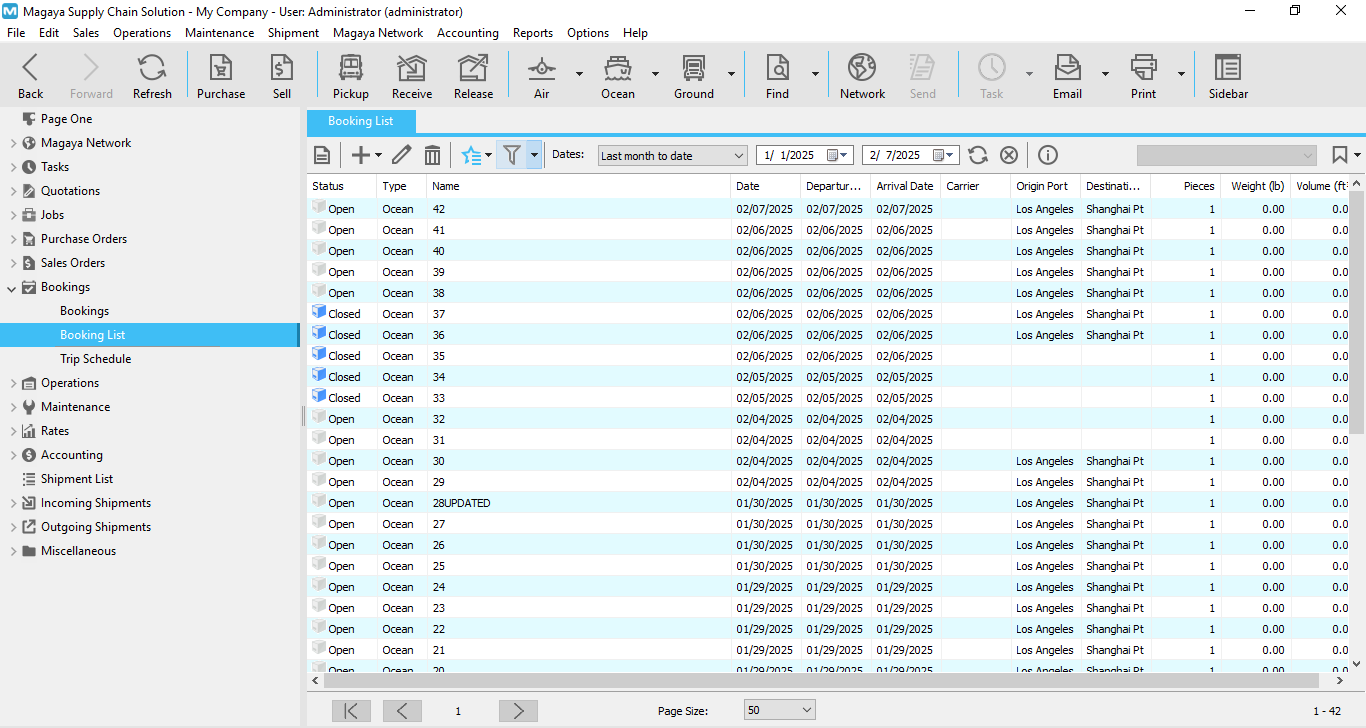 Magaya Supply Chain Solution - My Company - User: Administrator (administrator)
File Edit Sales Operations Maintenance Shipment Magaya Network Accounting Reports Options Help
Back Forward Refresh Purchase Sell Pickup Receive Release Air Ocean Ground Find Network Send Task Email Print Sidebar
Page One
Magaya Network
Tasks
Quotations
Jobs
Purchase Orders
Sales Orders
Bookings
Bookings
Booking List
Trip Schedule
Operations
Maintenance
Rates
Accounting
Shipment List
Incoming Shipments
Outgoing Shipments
Miscellaneous
Booking List
Dates: Last month to date 1/ 1/2025 2/ 7/2025
Status Type Name Date Departur... Arrival Date Carrier Origin Port Destinati... Pieces Weight (lb) Volume (ft³
Open Ocean 42 02/07/2025 02/07/2025 02/07/2025 Los Angeles Shanghai Pt 1 0.00 0.0
Open Ocean 41 02/06/2025 02/06/2025 02/06/2025 Los Angeles Shanghai Pt 1 0.00 0.0
Open Ocean 40 02/06/2025 02/06/2025 02/06/2025 Los Angeles Shanghai Pt 1 0.00 0.0
Open Ocean 39 02/06/2025 02/06/2025 02/06/2025 Los Angeles Shanghai Pt 1 0.00 0.0
Open Ocean 38 02/06/2025 02/06/2025 02/06/2025 Los Angeles Shanghai Pt 1 0.00 0.0
Closed Ocean 37 02/06/2025 02/06/2025 02/06/2025 Los Angeles Shanghai Pt 1 0.00 0.0
Closed Ocean 36 02/06/2025 02/06/2025 02/06/2025 Los Angeles Shanghai Pt 1 0.00 0.0
Closed Ocean 35 02/06/2025 02/06/2025 02/06/2025 1 0.00 0.0
Closed Ocean 34 02/05/2025 02/05/2025 02/05/2025 1 0.00 0.0
Closed Ocean 33 02/05/2025 02/05/2025 02/05/2025 1 0.00 0.0
Open Ocean 32 02/04/2025 02/04/2025 02/04/2025 1 0.00 0.0
Open Ocean 31 02/04/2025 02/04/2025 02/04/2025 1 0.00 0.0
Open Ocean 30 02/04/2025 02/04/2025 02/04/2025 Los Angeles Shanghai Pt 1 0.00 0.0
Open Ocean 29 02/04/2025 02/04/2025 02/04/2025 Los Angeles Shanghai Pt 1 0.00 0.0
Open Ocean 28UPDATED 01/30/2025 01/30/2025 01/30/2025 Los Angeles Shanghai Pt 1 0.00 0.0
Open Ocean 27 01/30/2025 01/30/2025 01/30/2025 Los Angeles Shanghai Pt 1 0.00 0.0
Open Ocean 26 01/30/2025 01/30/2025 01/30/2025 Los Angeles Shanghai Pt 1 0.00 0.0
Open Ocean 25 01/30/2025 01/30/2025 01/30/2025 Los Angeles Shanghai Pt 1 0.00 0.0
Open Ocean 24 01/29/2025 01/29/2025 01/29/2025 Los Angeles Shanghai Pt 1 0.00 0.0
Open Ocean 23 01/29/2025 01/29/2025 01/29/2025 Los Angeles Shanghai Pt 1 0.00 0.0
Open Ocean 22 01/29/2025 01/29/2025 01/29/2025 Los Angeles Shanghai Pt 1 0.00 0.0
Open Ocean 21 01/29/2025 01/29/2025 01/29/2025 Los Angeles Shanghai Pt 1 0.00 0.0
Open Ocean 20 01/29/2025 01/29/2025 01/29/2025 Los Angeles Shanghai Pt 1 0.00 0.0
1 Page Size: 50 1 - 42